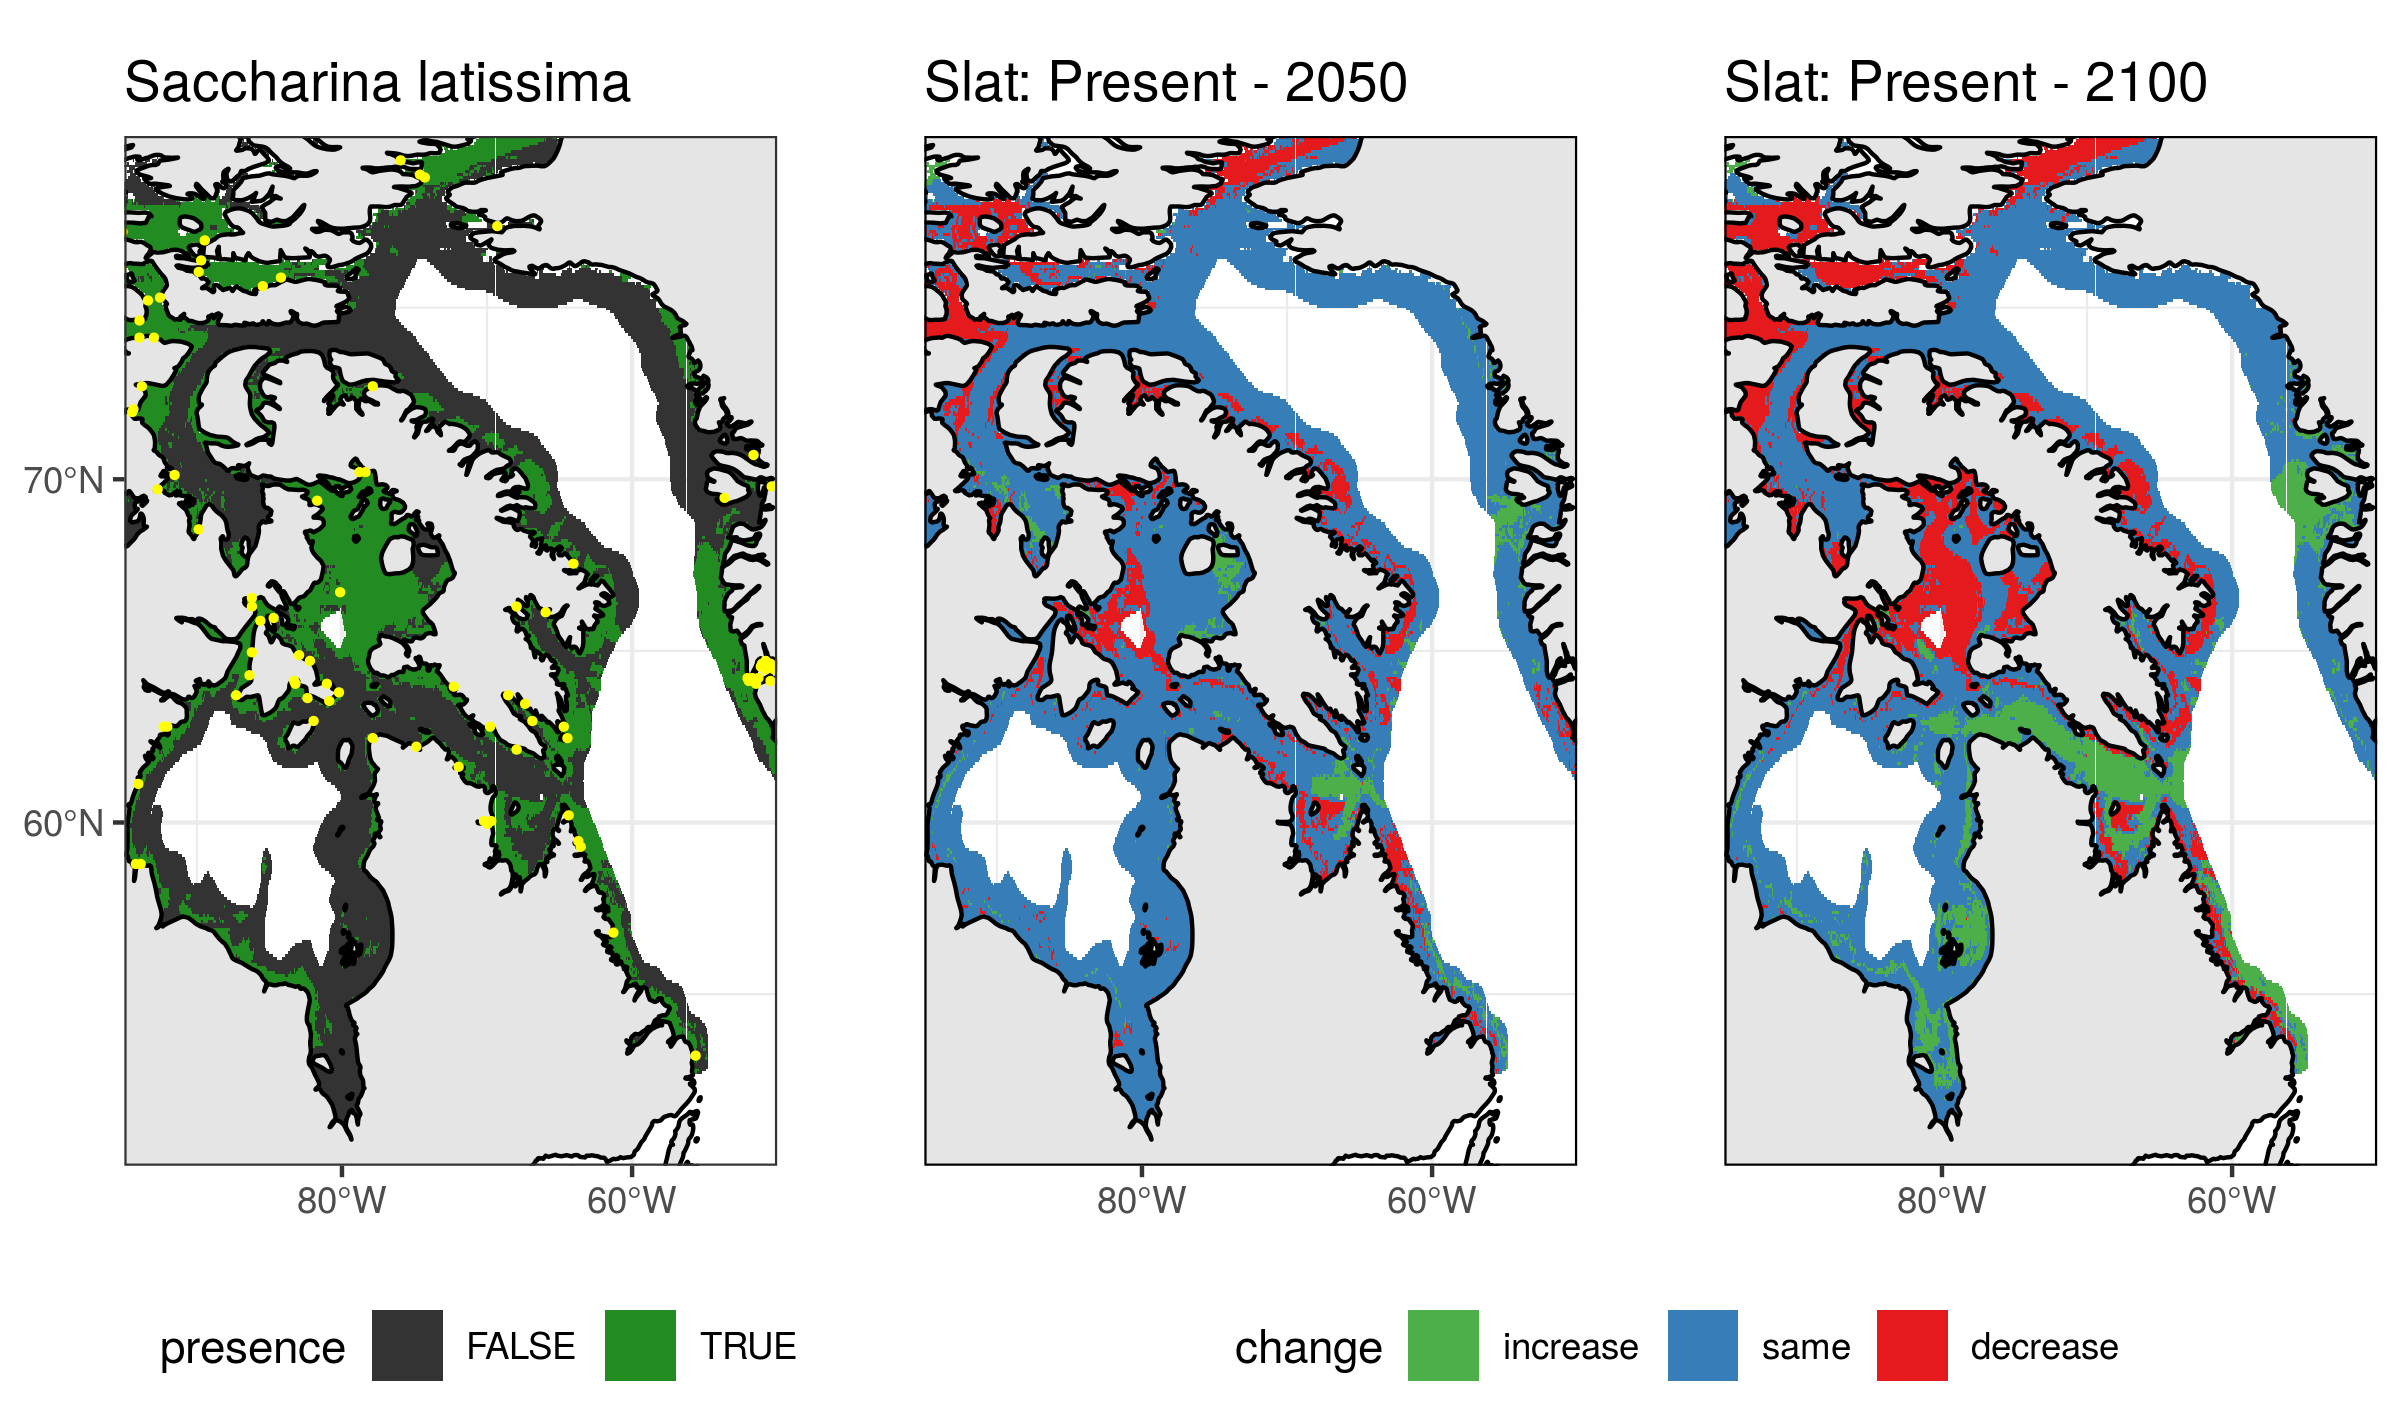 Saccharina latissima
Slat: Present - 2050
Slat: Present - 2100
70°N
60°N
80°W 60°W
80°W 60°W
80°W 60°W
presence FALSE TRUE
change increase same decrease